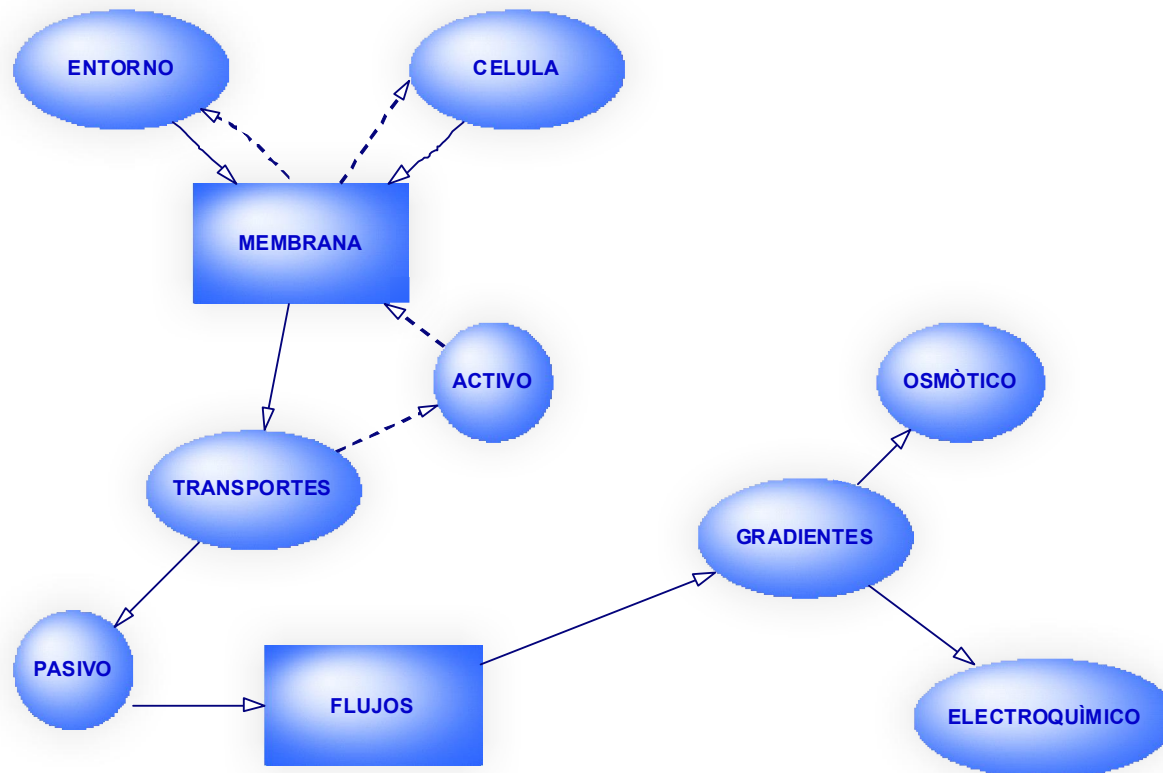 ENTORNO
CELULA
MEMBRANA
ACTIVO
OSMÒTICO
TRANSPORTES
GRADIENTES
PASIVO
FLUJOS
ELECTROQUÌMICO